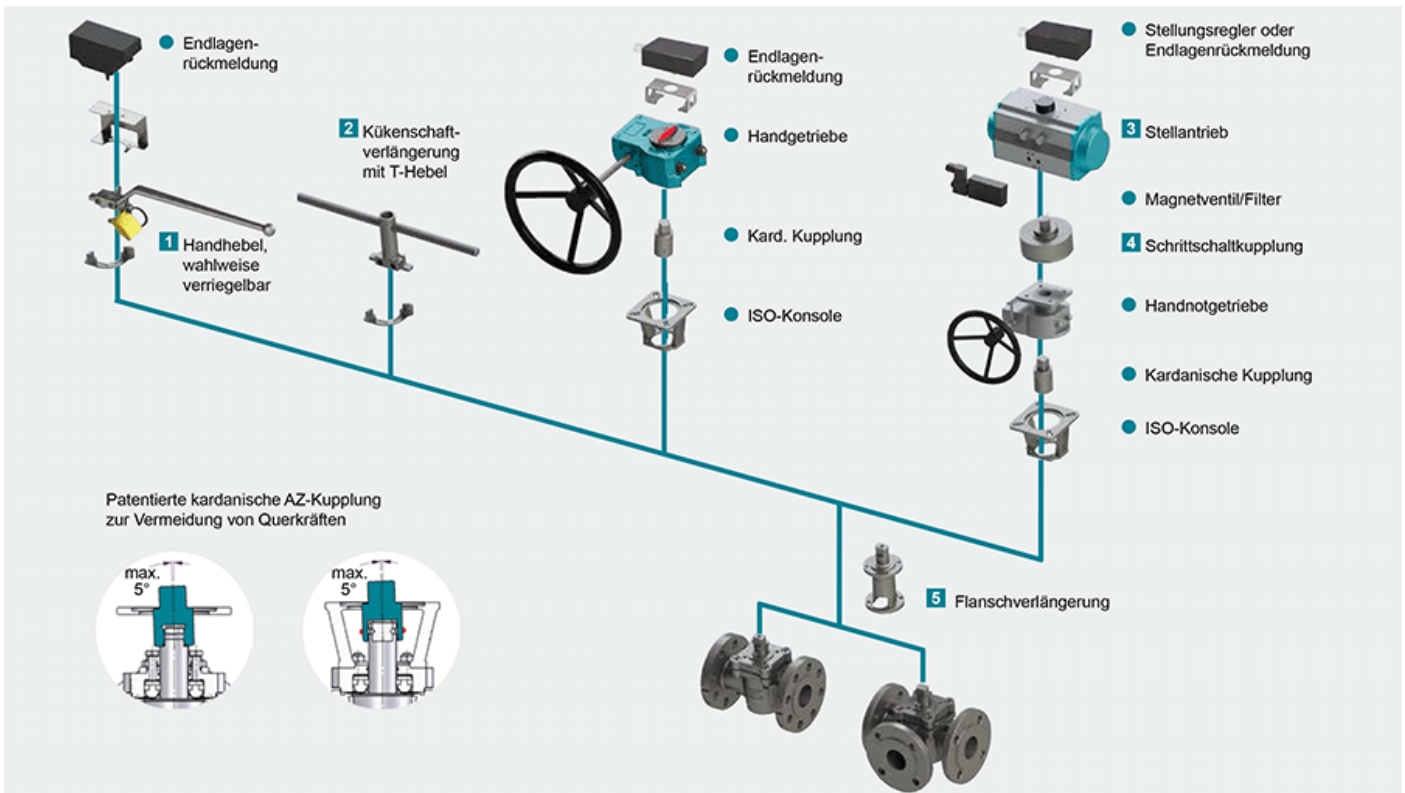 Endlagen-
rückmeldung
1 Handhebel,
wahlweise
verriegelbar
2 Kükenschaft-
verlängerung
mit T-Hebel
Endlagen-
rückmeldung
Handgetriebe
Kard. Kupplung
ISO-Konsole
Stellungsregler oder
Endlagenrückmeldung
3 Stellantrieb
Magnetventil/Filter
4 Schrittschaltkupplung
Handnotgetriebe
Kardanische Kupplung
ISO-Konsole
5 Flanschverlängerung
Patentierte kardanische AZ-Kupplung
zur Vermeidung von Querkräften
max.
5°
max.
5°